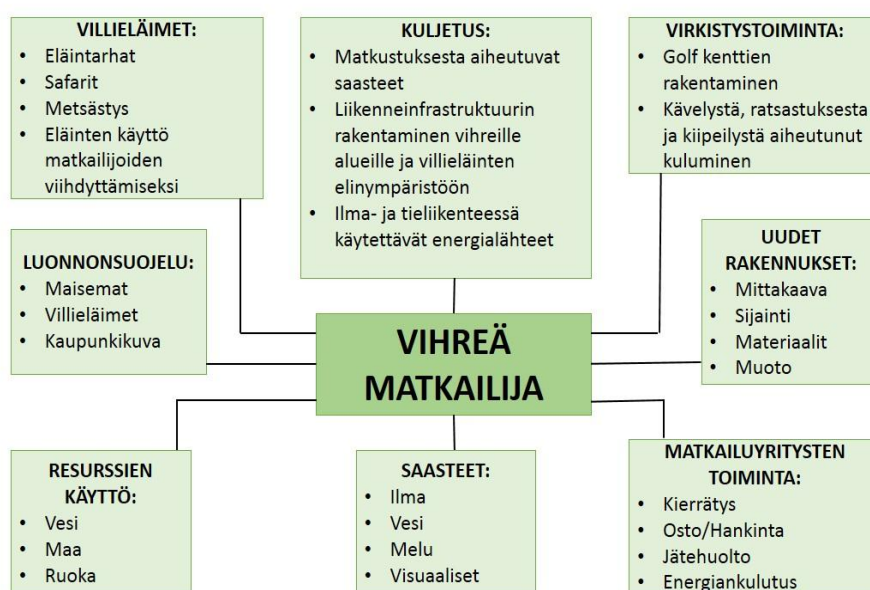 VILLIELÄIMET:
• Eläintarhat
• Safarit
• Metsästys
• Eläinten käyttö
matkailijoiden
viihdyttämiseksi
KULJETUS:
• Matkustuksesta aiheutuvat
saasteet
• Liikenneinfrastruktuurin
rakentaminen vihreille
alueille ja villieläinten
elinympäristöön
• Ilma- ja tieliikenteessä
käytettävät energialähteet
VIRKISTYSTOIMINTA:
• Golf kenttien
rakentaminen
• Kävelystä, ratsastuksesta
ja kiipeilystä aiheutunut
kuluminen
LUONNONSUOJELU:
• Maisemat
• Villieläimet
• Kaupunkikuva
VIHREÄ
MATKAILIJA
UUDET
RAKENNUKSET:
• Mittakaava
• Sijainti
• Materiaalit
• Muoto
RESURSSIEN
KÄYTTÖ:
• Vesi
• Maa
• Ruoka
SAASTEET:
• Ilma
• Vesi
• Melu
• Visuaaliset
MATKAILUYRITYSTEN
TOIMINTA:
• Kierrätys
• Osto/Hankinta
• Jätehuolto
• Energiankulutus